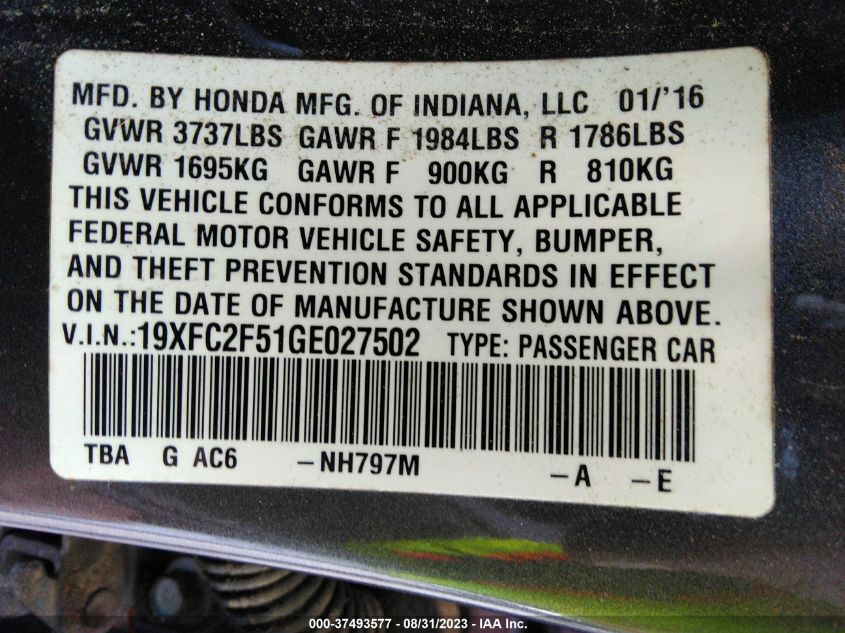 MFD. BY HONDA MFG. OF INDIANA, LLC 01/'16
GVWR 3737LBS GAWR F 1984LBS R 1786LBS
GVWR 1695KG GAWR F 900KG R 810KG
THIS VEHICLE CONFORMS TO ALL APPLICABLE
FEDERAL MOTOR VEHICLE SAFETY, BUMPER,
AND THEFT PREVENTION STANDARDS IN EFFECT
ON THE DATE OF MANUFACTURE SHOWN ABOVE.
V.I.N.:19XFC2F51GE027502 TYPE: PASSENGER CAR
TBA G AC6 –NH797M –A –E
000-37493577 - 08/31/2023 - IAA Inc.